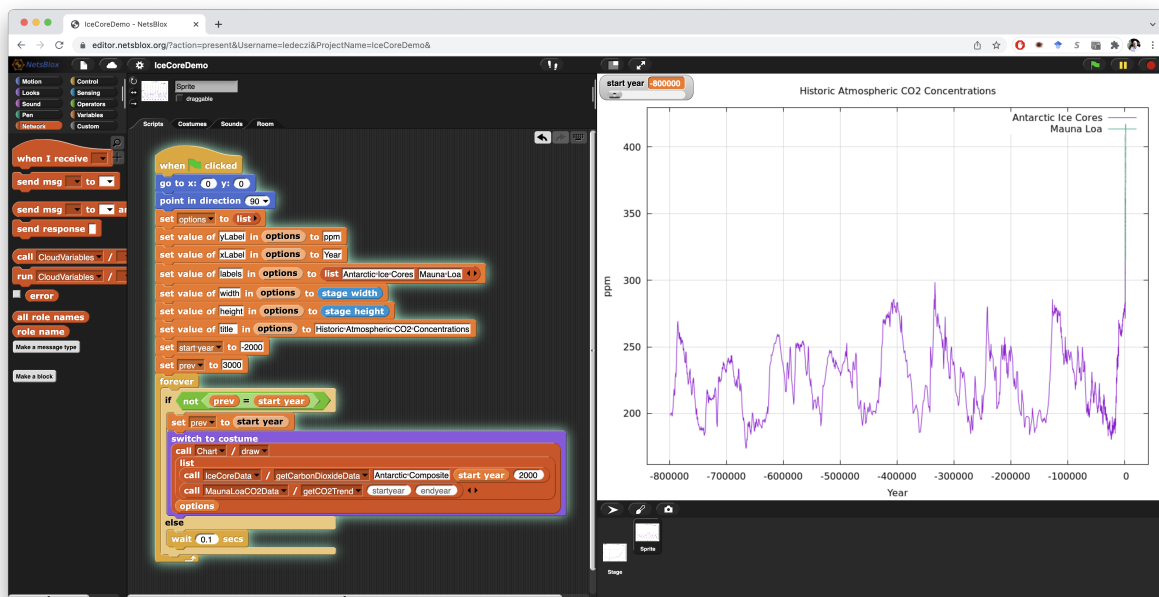 IceCoreDemo - NetsBlox
editor.netsblox.org/?action=present&Username=ledeczi&ProjectName=IceCoreDemo&
NetsBlox
IceCoreDemo
Motion
Control
Looks
Sensing
Sound
Operators
Pen
Variables
Network
Custom
Sprite
draggable
Scripts
Costumes
Sounds
Room
when I receive
send msg to
send msg to
send response
call CloudVariables /
run CloudVariables /
error
all role names
role name
Make a message type
Make a block
when clicked
go to x: 0 y: 0
point in direction 90
set options to list
set value of yLabel in options to ppm
set value of xLabel in options to Year
set value of labels in options to list Antarctic·Ice·Cores Mauna·Loa
set value of width in options to stage width
set value of height in options to stage height
set value of title in options to Historic·Atmospheric·CO2·Concentrations
set start year to -2000
set prev to 3000
forever
if not prev = start year
set prev to start year
switch to costume
call Chart / draw
list
call IceCoreData / getCarbonDioxideData Antarctic·Composite start year 2000
call MaunaLoaCO2Data / getCO2Trend startyear endyear
options
else
wait 0.1 secs
start year -800000
Historic Atmospheric CO2 Concentrations
Antarctic Ice Cores
Mauna Loa
400
350
300
250
200
ppm
-800000 -700000 -600000 -500000 -400000 -300000 -200000 -100000 0
Year
Stage
Sprite